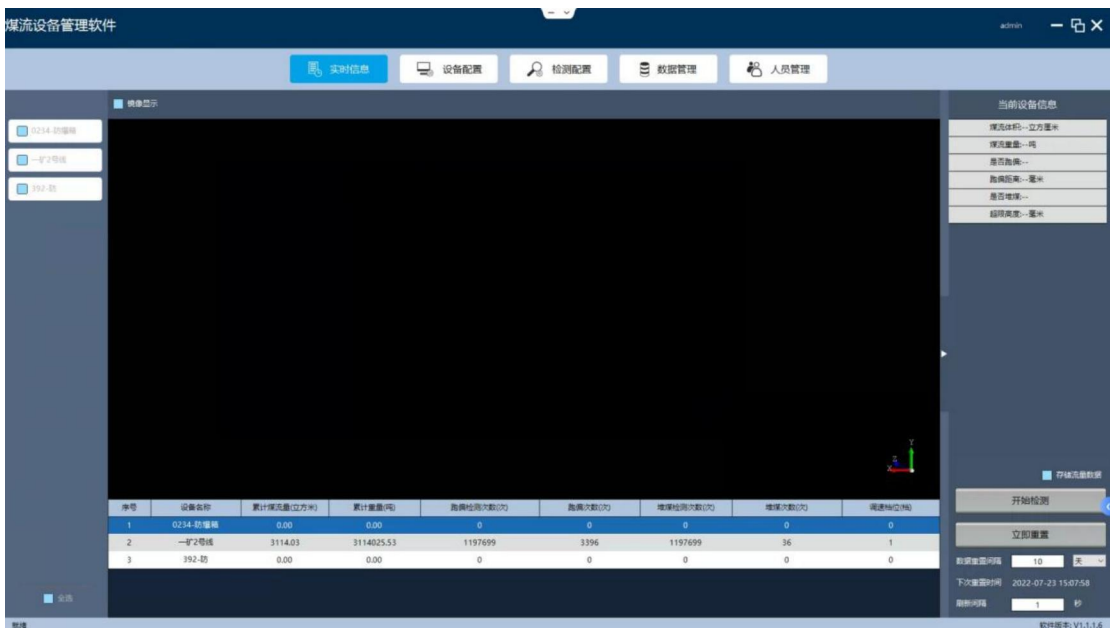 煤流设备管理软件
admin
实时信息 设备配置 检测配置 数据管理 人员管理
镜像显示
0234-防爆箱
一矿2号线
392-防
全选
当前设备信息
煤流体积:--立方厘米
煤流重量:--吨
是否跑偏:--
跑偏距离:--毫米
是否堆煤:--
超限高度:--毫米
Y
Z
X
序号 设备名称 累计煤流量(立方米) 累计重量(吨) 跑偏检测次数(次) 跑偏次数(次) 堆煤检测次数(次) 堆煤次数(次) 调速档位(档)
1 0234-防爆箱 0.00 0.00 0 0 0 0 0
2 一矿2号线 3114.03 3114025.53 1197699 3396 1197699 36 1
3 392-防 0.00 0.00 0 0 0 0 0
存储流量数据
开始检测
立即重置
数据重置间隔 10 天
下次重置时间 2022-07-23 15:07:58
刷新间隔 1 秒
就绪
软件版本: V1.1.1.6